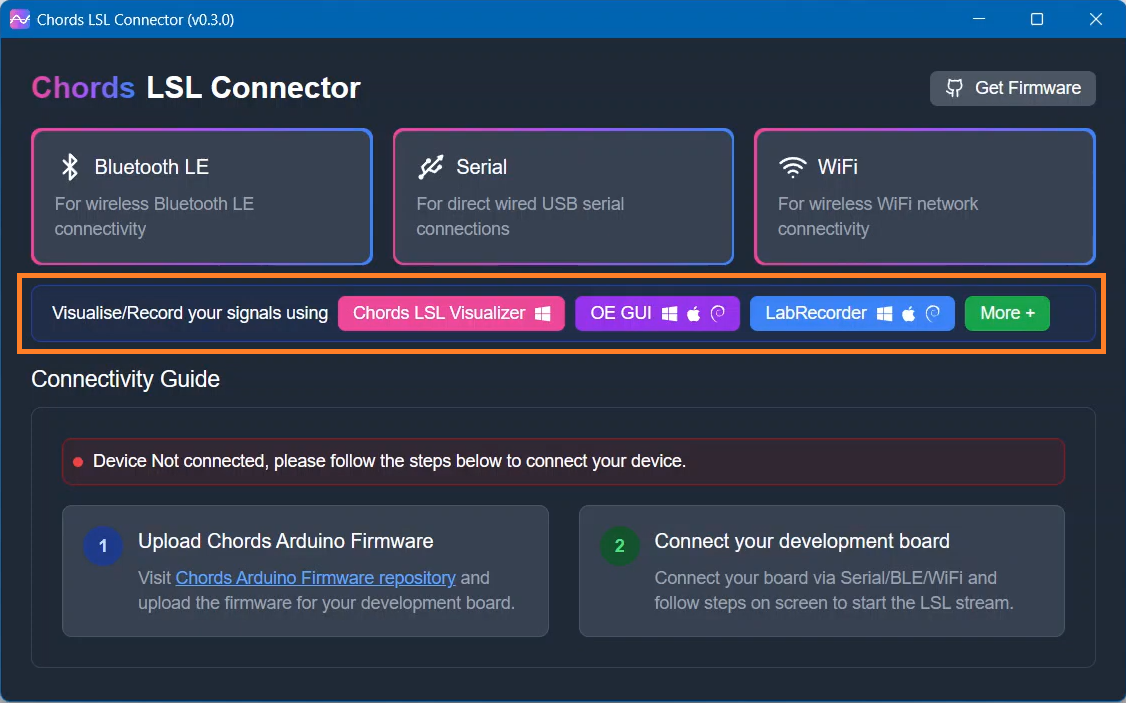 Chords LSL Connector (v0.3.0)
Chords LSL Connector
Get Firmware
Bluetooth LE
For wireless Bluetooth LE
connectivity
Serial
For direct wired USB serial
connections
WiFi
For wireless WiFi network
connectivity
Visualise/Record your signals using Chords LSL Visualizer OE GUI LabRecorder More +
Connectivity Guide
Device Not connected, please follow the steps below to connect your device.
1 Upload Chords Arduino Firmware
Visit Chords Arduino Firmware repository and
upload the firmware for your development board.
2 Connect your development board
Connect your board via Serial/BLE/WiFi and
follow steps on screen to start the LSL stream.